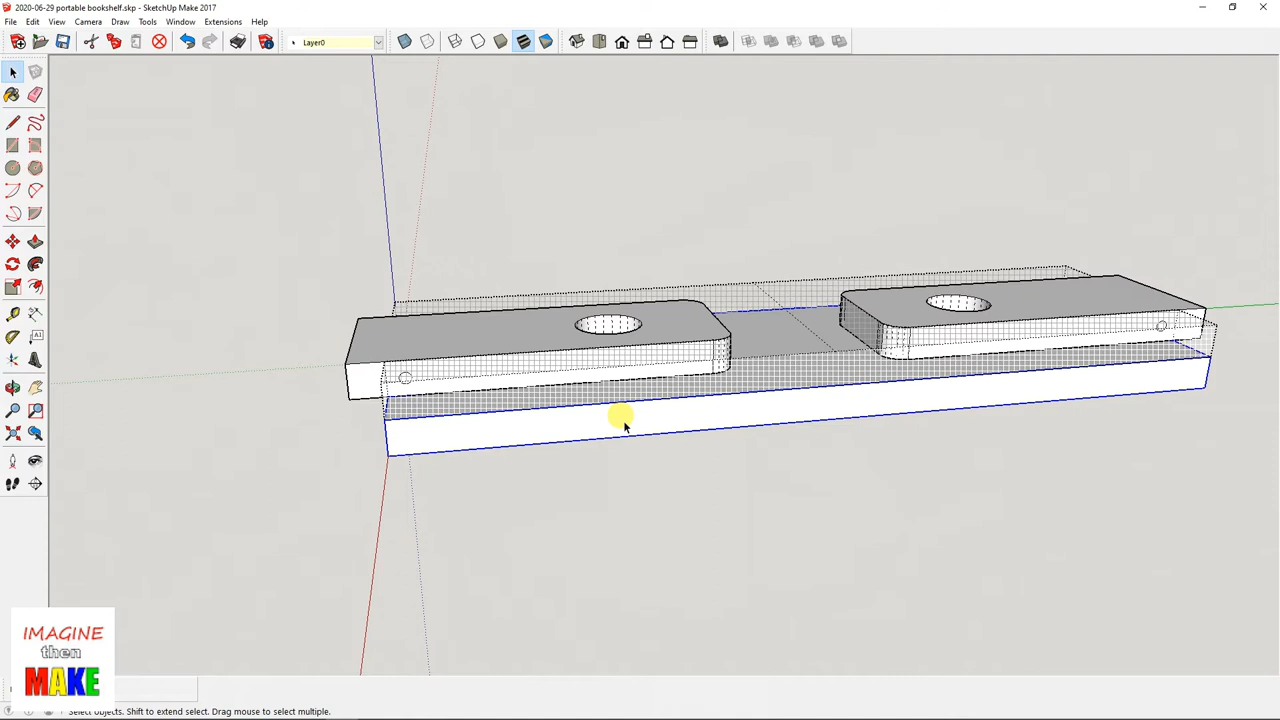 2020-06-29 portable bookshelf.skp - SketchUp Make 2017
File Edit View Camera Draw Tools Window Extensions Help
Layer0
A1
IMAGINE
then
MAKE
Select objects. Shift to extend select. Drag mouse to select multiple.